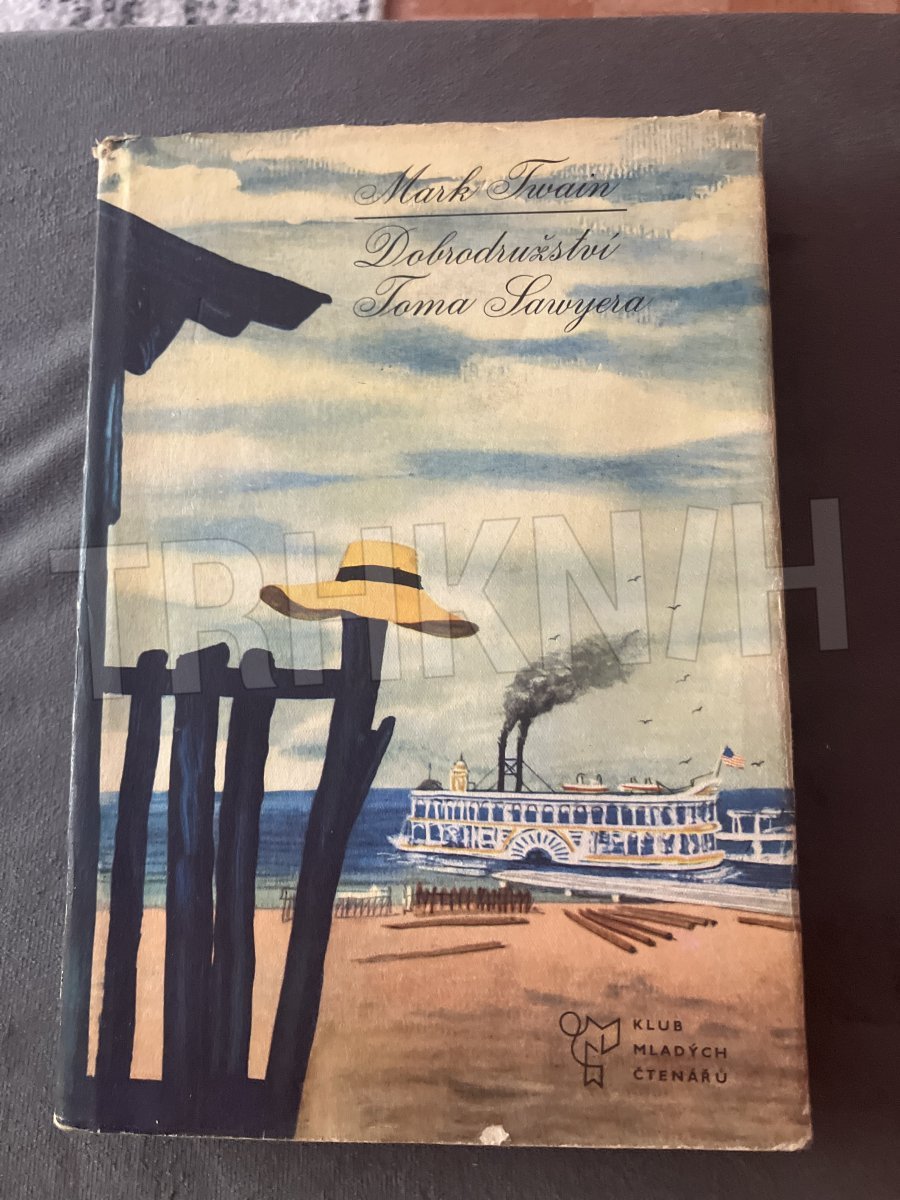 Mark Twain
Dobrodružství
Toma Sawyera
TRHKNIH
KLUB
MLADÝCH
ČTENÁŘŮ